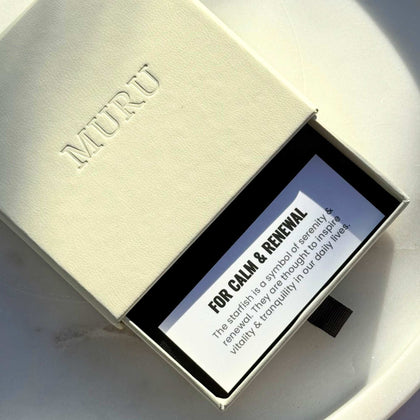 MURU
FOR CALM & RENEWAL
The starfish is a symbol of serenity &
renewal. They are thought to inspire
vitality & tranquility in our daily lives.